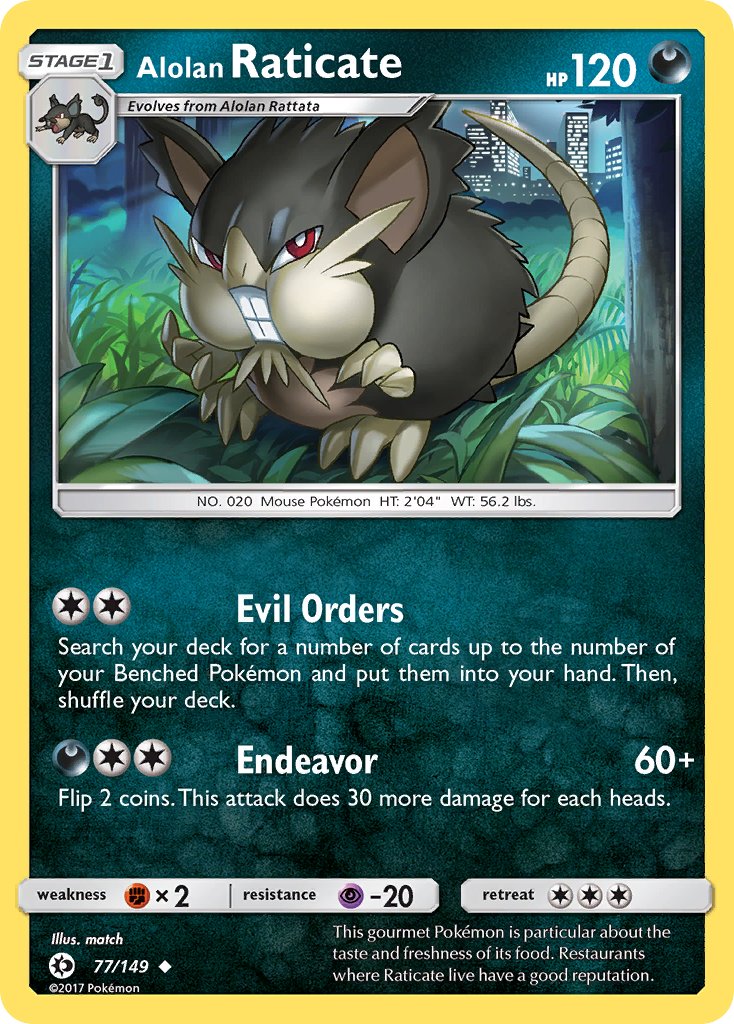 STAGE1
Alolan Raticate
HP 120
Evolves from Alolan Rattata
NO. 020 Mouse Pokémon HT: 2'04" WT: 56.2 lbs.
Evil Orders
Search your deck for a number of cards up to the number of
your Benched Pokémon and put them into your hand. Then,
shuffle your deck.
Endeavor 60+
Flip 2 coins. This attack does 30 more damage for each heads.
weakness × 2 resistance -20 retreat
Illus. match
77/149
©2017 Pokémon
This gourmet Pokémon is particular about the
taste and freshness of its food. Restaurants
where Raticate live have a good reputation.